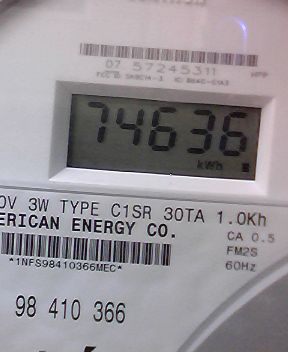 07 57245311
74636
kWh
0V 3W TYPE C1SR 30TA 1.0Kh
ERICAN ENERGY CO.
CA 0.5
*1NFS98410366MEC*
FM2S
60Hz
98 410 366